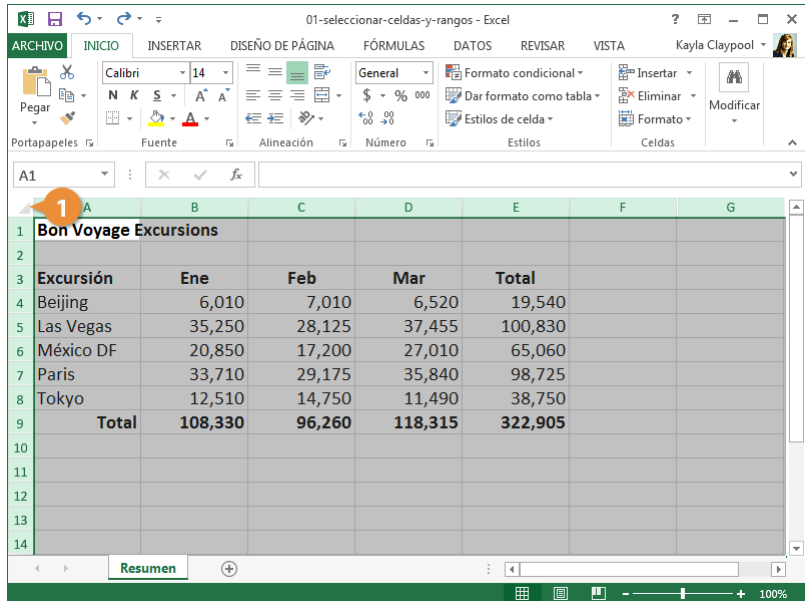 01-seleccionar-celdas-y-rangos - Excel
ARCHIVO INICIO INSERTAR DISEÑO DE PÁGINA FÓRMULAS DATOS REVISAR VISTA Kayla Claypool
Pegar
Calibri 14
N K S A A
A
General
$ % 000
Formato condicional
Dar formato como tabla
Estilos de celda
Insertar
Eliminar
Formato
Modificar
Portapapeles Fuente Alineación Número Estilos Celdas
A1 fx
1
A B C D E F G
1 Bon Voyage Excursions
2
3 Excursión Ene Feb Mar Total
4 Beijing 6,010 7,010 6,520 19,540
5 Las Vegas 35,250 28,125 37,455 100,830
6 México DF 20,850 17,200 27,010 65,060
7 Paris 33,710 29,175 35,840 98,725
8 Tokyo 12,510 14,750 11,490 38,750
9 Total 108,330 96,260 118,315 322,905
10
11
12
13
14
Resumen
100%